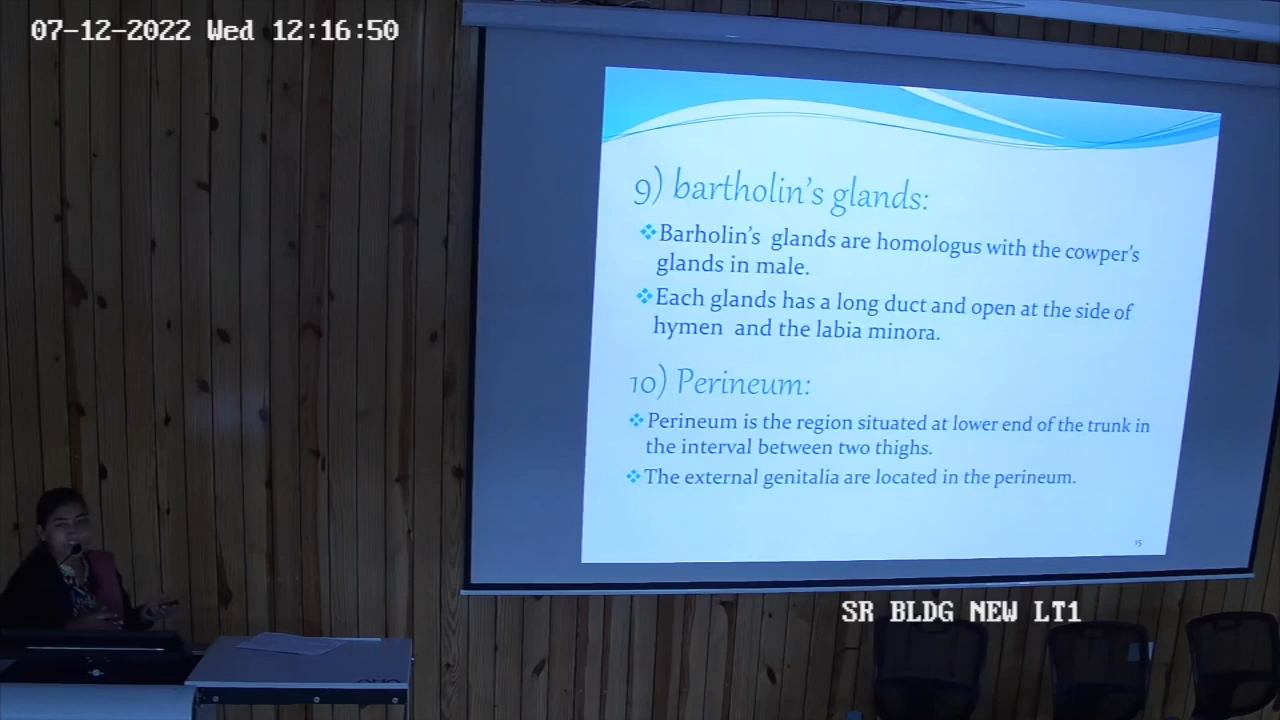 07-12-2022 Wed 12:16:50
9) bartholin's glands:
❖Barholin's glands are homologus with the cowper's
glands in male.
❖Each glands has a long duct and open at the side of
hymen and the labia minora.
10) Perineum:
❖Perineum is the region situated at lower end of the trunk in
the interval between two thighs.
❖The external genitalia are located in the perineum.
15
SR BLDG NEW LT1